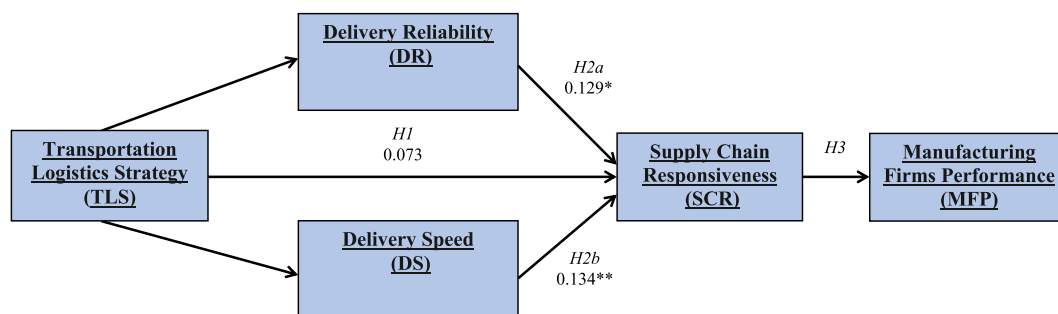 Delivery Reliability
(DR)
H2a
0.129*
H1
0.073
Transportation
Logistics Strategy
(TLS)
Supply Chain
Responsiveness
(SCR)
H3
Manufacturing
Firms Performance
(MFP)
Delivery Speed
(DS)
H2b
0.134**